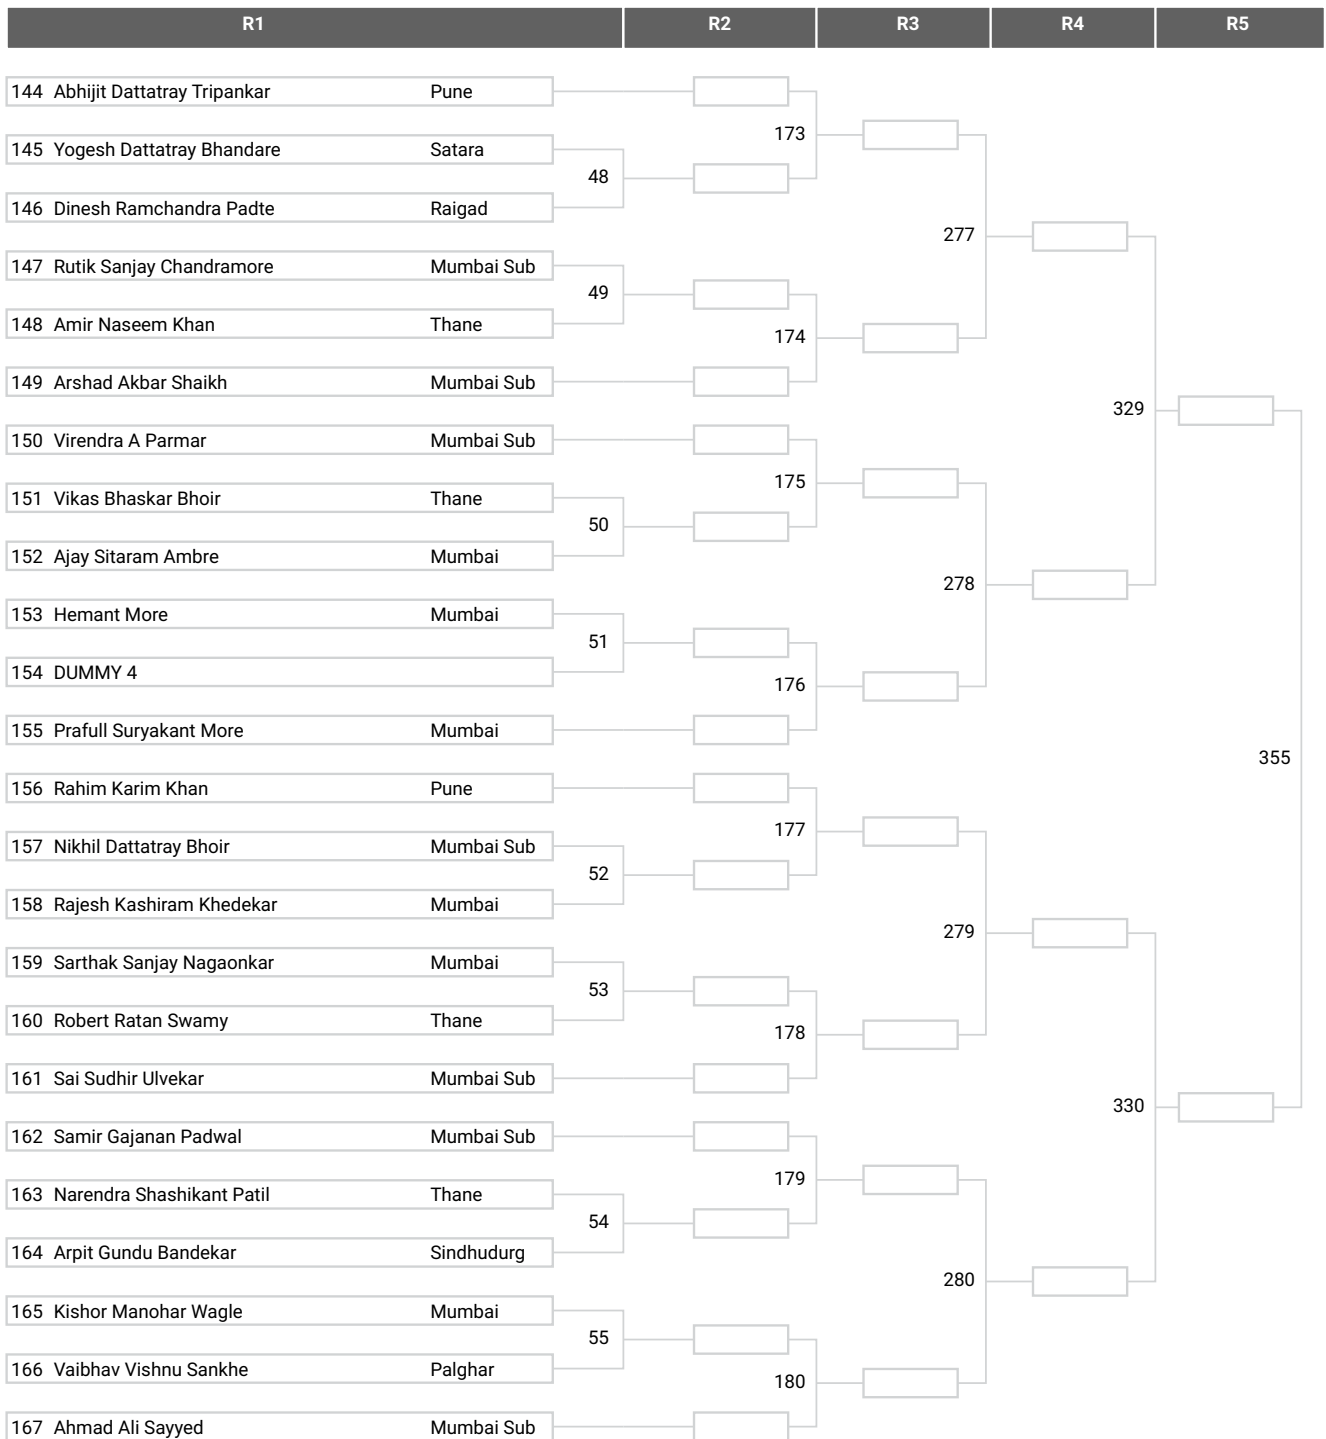 R1 R2 R3 R4 R5
144 Abhijit Dattatray Tripankar Pune
173
145 Yogesh Dattatray Bhandare Satara
48
146 Dinesh Ramchandra Padte Raigad
277
147 Rutik Sanjay Chandramore Mumbai Sub
49
148 Amir Naseem Khan Thane
174
149 Arshad Akbar Shaikh Mumbai Sub
329
150 Virendra A Parmar Mumbai Sub
175
151 Vikas Bhaskar Bhoir Thane
50
152 Ajay Sitaram Ambre Mumbai
278
153 Hemant More Mumbai
51
154 DUMMY 4
176
155 Prafull Suryakant More Mumbai
355
156 Rahim Karim Khan Pune
177
157 Nikhil Dattatray Bhoir Mumbai Sub
52
158 Rajesh Kashiram Khedekar Mumbai
279
159 Sarthak Sanjay Nagaonkar Mumbai
53
160 Robert Ratan Swamy Thane
178
161 Sai Sudhir Ulvekar Mumbai Sub
330
162 Samir Gajanan Padwal Mumbai Sub
179
163 Narendra Shashikant Patil Thane
54
164 Arpit Gundu Bandekar Sindhudurg
280
165 Kishor Manohar Wagle Mumbai
55
166 Vaibhav Vishnu Sankhe Palghar
180
167 Ahmad Ali Sayyed Mumbai Sub